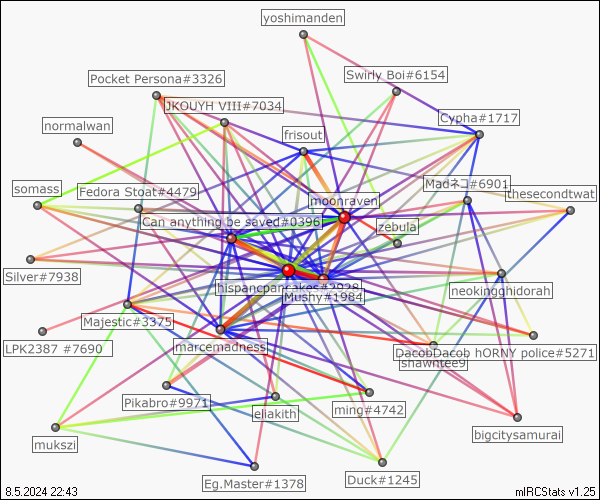 yoshimanden
Swirly Boi#6154
Pocket Persona#3326
JKOUYH VIII#7034
Cypha#1717
normalwan
frisout
Madネコ#6901
somass
Fedora Stoat#4479
thesecondtwat
moonraven
Can anything be saved#0396
zebula
Silver#7938
hispancpancakes#2928
neokingghidorah
Mushy#1984
Majestic#3375
LPK2387 #7690
marcemadness
DacobDacob hORNY police#5271
shawntee9
Pikabro#9971
eliakith
ming#4742
bigcitysamurai
mukszi
Eg.Master#1378
Duck#1245
8.5.2024 22:43
mIRCStats v1.25